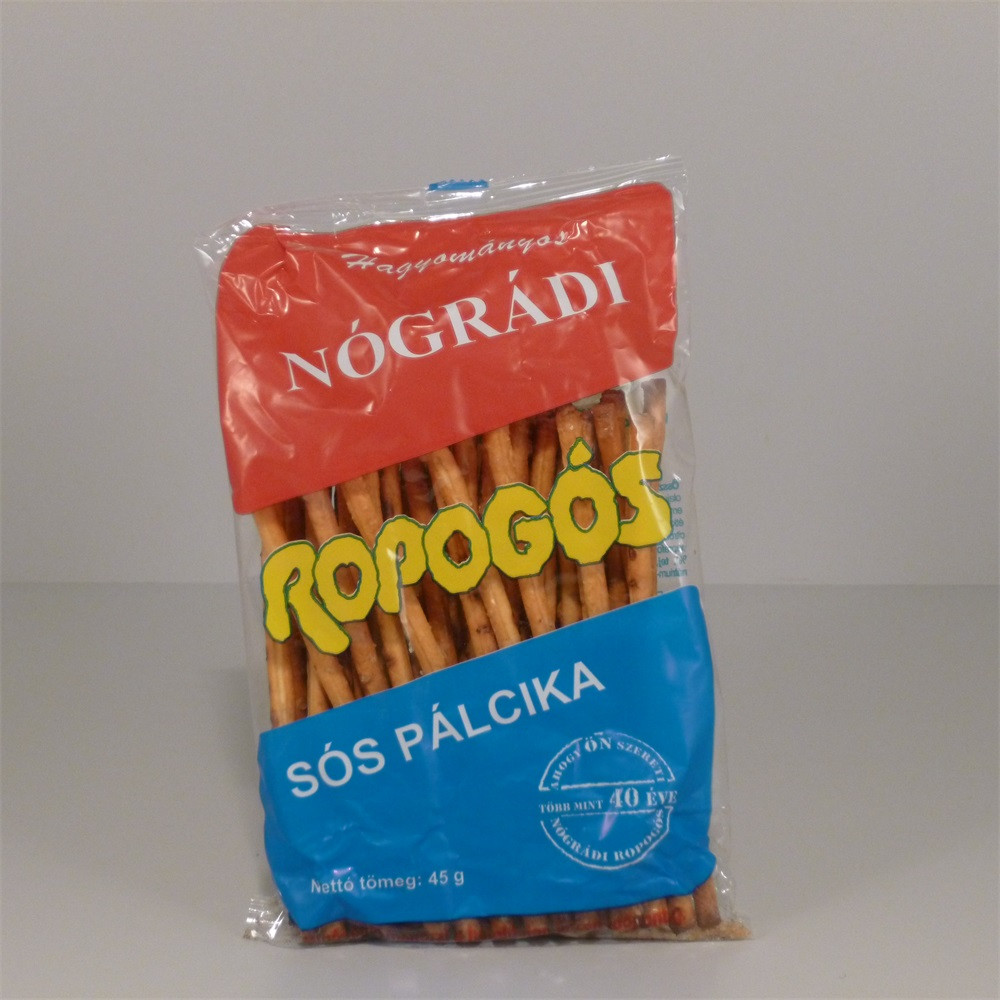 Hagyományos
NÓGRÁDI
ROPOGÓS
SÓS PÁLCIKA
AHOGY ÖN SZERETI
TÖBB MINT 40 ÉVE
NÓGRÁDI ROPOGÓS
Nettó tömeg: 45 g